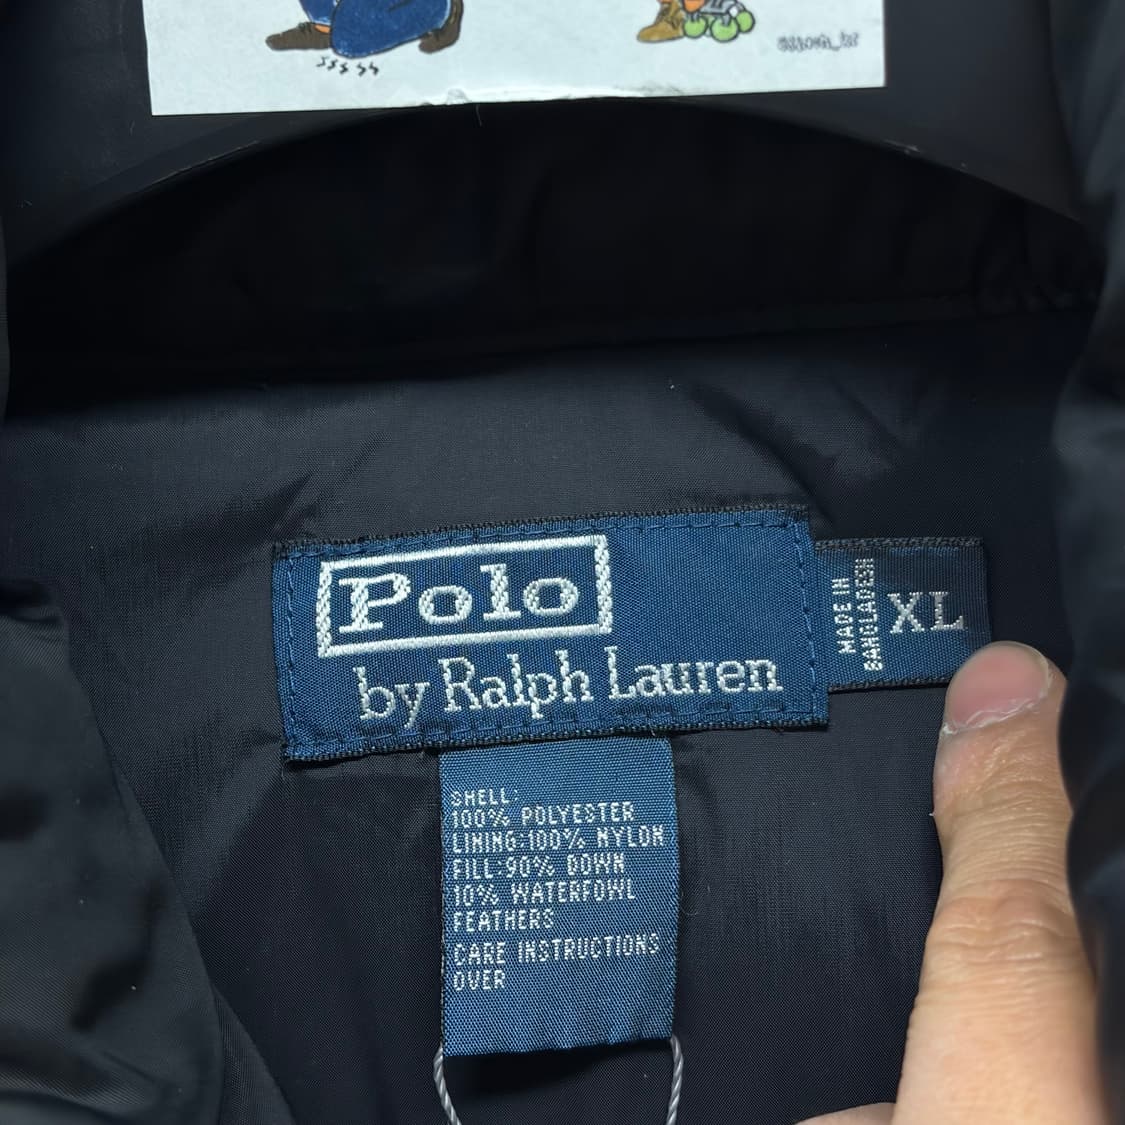 Polo
by Ralph Lauren
MADE IN
BANGLADESH
XL
SHELL:
100% POLYESTER
LINING:100% NYLON
FILL:90% DOWN
10% WATERFOWL
FEATHERS
CARE INSTRUCTIONS
OVER